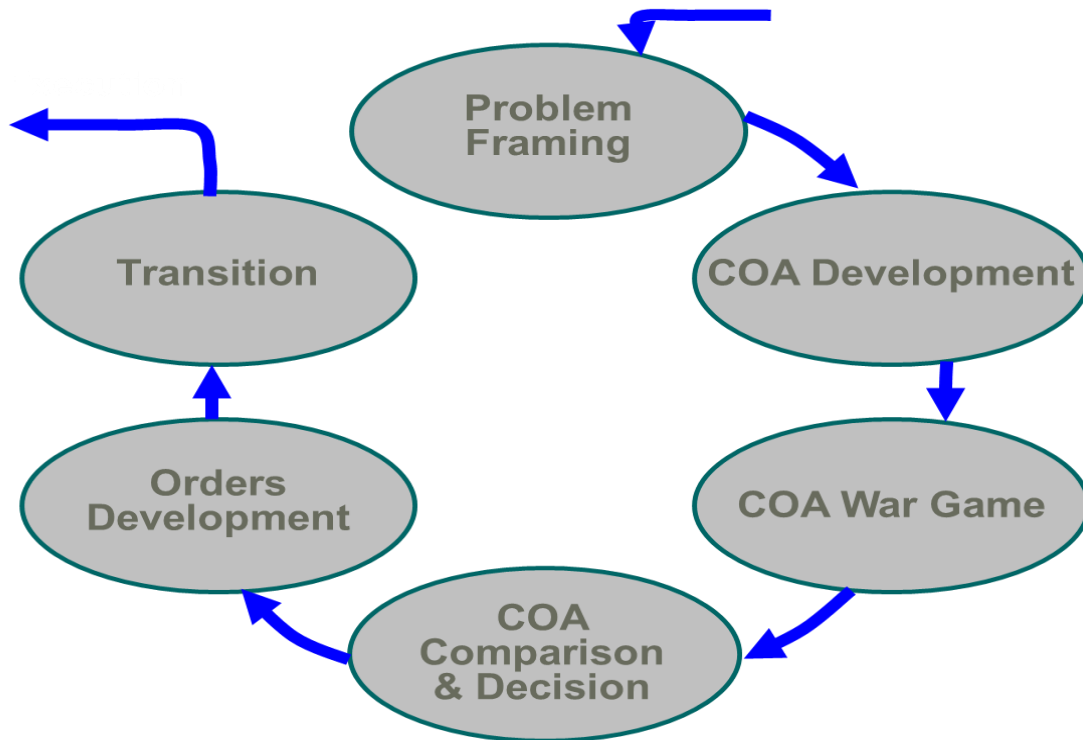 Problem
Framing
COA Development
COA War Game
COA
Comparison
& Decision
Orders
Development
Transition